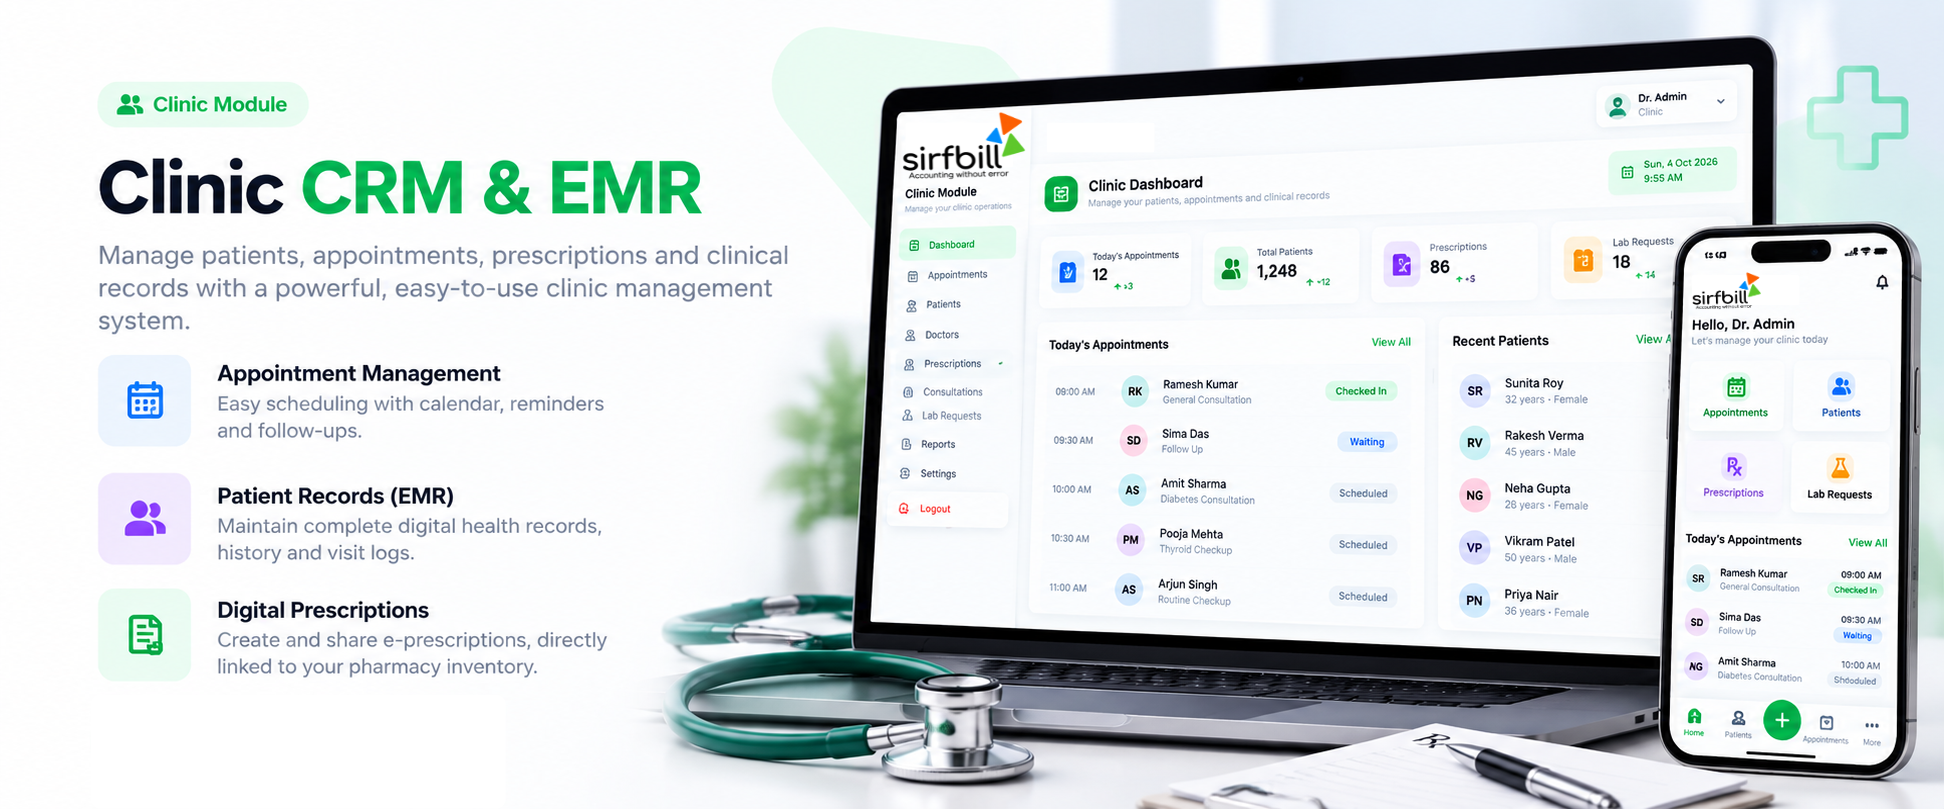 Clinic Module
Clinic CRM & EMR
Manage patients, appointments, prescriptions and clinical
records with a powerful, easy-to-use clinic management
system.
Appointment Management
Easy scheduling with calendar, reminders
and follow-ups.
Patient Records (EMR)
Maintain complete digital health records,
history and visit logs.
Digital Prescriptions
Create and share e-prescriptions, directly
linked to your pharmacy inventory.
sirfbill
Accounting without error
Clinic Module
Manage your clinic operations
Dashboard
Appointments
Patients
Doctors
Prescriptions
Consultations
Lab Requests
Reports
Settings
Logout
Dr. Admin
Clinic
Clinic Dashboard
Manage your patients, appointments and clinical records
Sun, 4 Oct 2026
9:55 AM
Today's Appointments
12
Total Patients
1,248
+12
Prescriptions
86
Lab Requests
18
Today's Appointments
View All
09:00 AM
RK
Ramesh Kumar
General Consultation
Checked In
09:30 AM
SD
Sima Das
Follow Up
Waiting
10:00 AM
AS
Amit Sharma
Diabetes Consultation
Scheduled
10:30 AM
PM
Pooja Mehta
Thyroid Checkup
Scheduled
11:00 AM
AS
Arjun Singh
Routine Checkup
Scheduled
Recent Patients
View
SR
Sunita Roy
32 years • Female
RV
Rakesh Verma
45 years • Male
NG
Neha Gupta
28 years • Female
VP
Vikram Patel
50 years • Male
PN
Priya Nair
36 years • Female
sirfbill
Accounting without error
Hello, Dr. Admin
Let's manage your clinic today
Appointments
Patients
Rx
Prescriptions
Lab Requests
Today's Appointments
View All
SR
Ramesh Kumar
General Consultation
09:00 AM
Checked In
SD
Sima Das
Follow Up
09:30 AM
Waiting
NG
Amit Sharma
Diabetes Consultation
10:00 AM
Home
Patients
Appointments
More
Rx